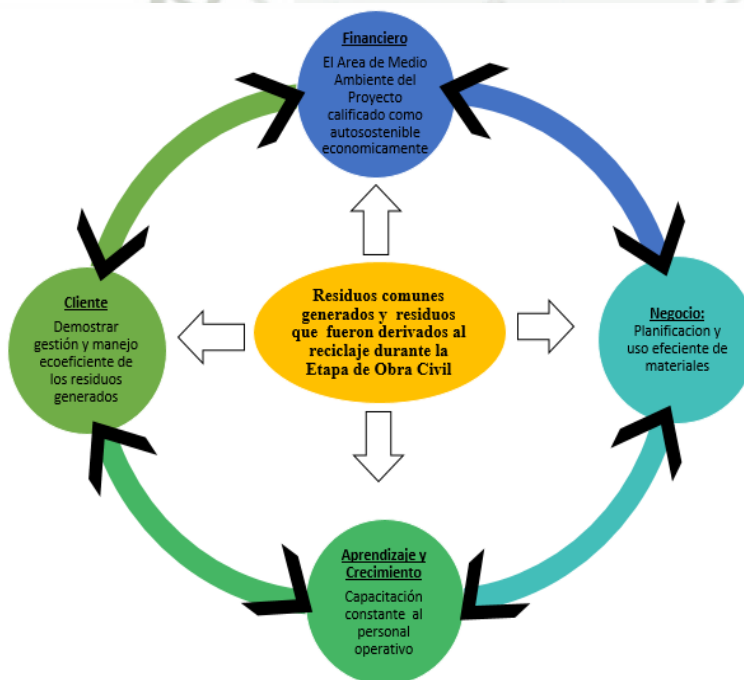 Financiero
El Area de Medio
Ambiente del
Proyecto
calificado como
autosostenible
economicamente
Cliente
Demostrar
gestión y manejo
ecoeficiente de
los residuos
generados
Residuos comunes
generados y residuos
que fueron derivados al
reciclaje durante la
Etapa de Obra Civil
Negocio:
Planificacion y
uso efeciente de
materiales
Aprendizaje y
Crecimiento
Capacitación
constante al
personal
operativo